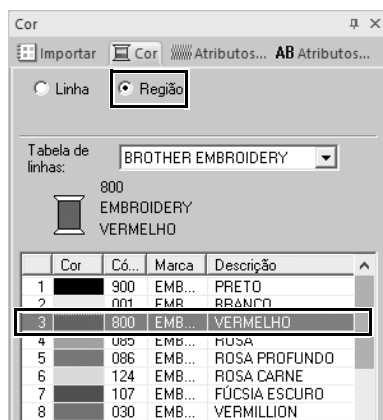 Cor
Importar Cor Atributos... AB Atributos...
Linha Região
Tabela de linhas: BROTHER EMBROIDERY
800
EMBROIDERY
VERMELHO
Cor Có... Marca Descrição
1 900 EMB... PRETO
2 001 EMB... BRANCO
3 800 EMB... VERMELHO
4 085 EMB... ROSA
5 086 EMB... ROSA PROFUNDO
6 124 EMB... ROSA CARNE
7 107 EMB... FÚCSIA ESCURO
8 030 EMB... VERMILLION